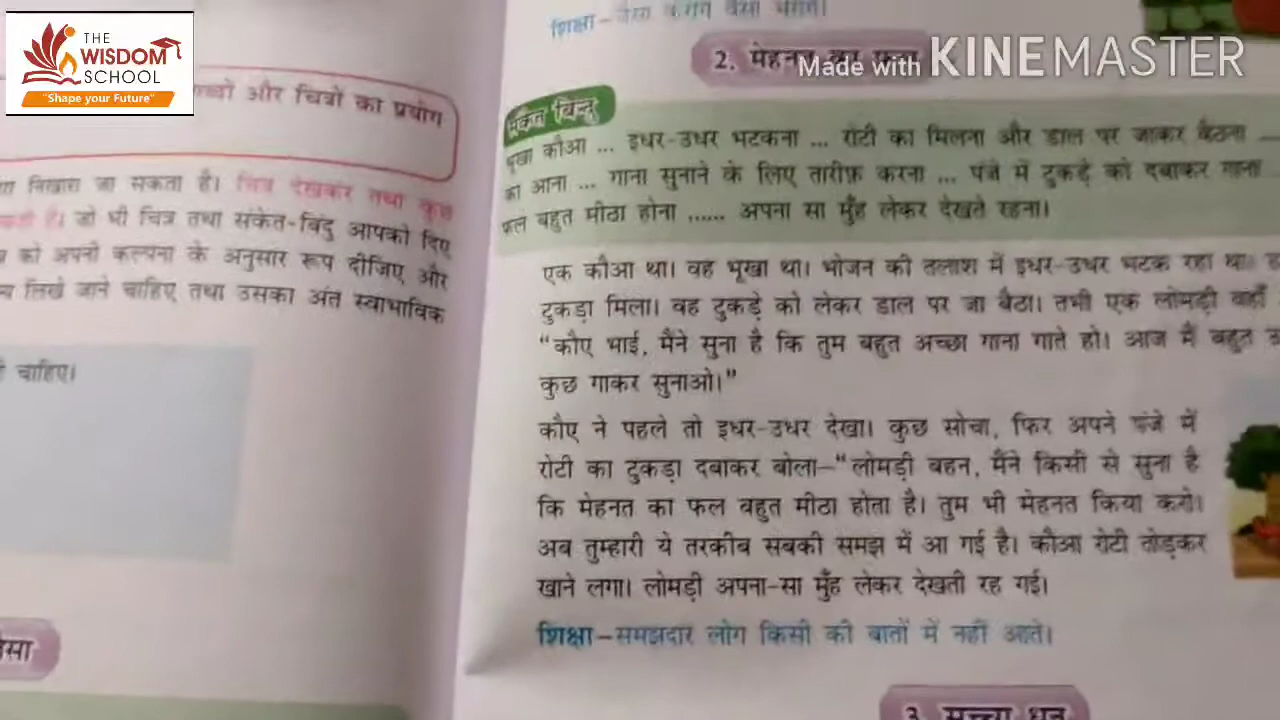 THE
WISDOM
SCHOOL
"Shape your Future"
Made with KINEMASTER
और चित्रों का प्रयोग
निखारा जा सकता है। चित्र देखकर तथा कुछ
है। जो भी चित्र तथा संकेत-बिंदु आपको दिए
को अपनी कल्पना के अनुसार रूप दीजिए और
लिखे जाने चाहिए तथा उसका अंत स्वाभाविक
चाहिए।
शिक्षा–जैसा करोगे वैसा भरोगे।
2. मेहनत का फल
संकेत बिन्दु
भूखा कौआ ... इधर-उधर भटकना ... रोटी का मिलना और डाल पर जाकर बैठना ...
का आना ... गाना सुनाने के लिए तारीफ़ करना ... पंजे में टुकड़े को दबाकर गाना
फल बहुत मीठा होना ...... अपना सा मुँह लेकर देखते रहना।
एक कौआ था। वह भूखा था। भोजन की तलाश में इधर-उधर भटक रहा था।
टुकड़ा मिला। वह टुकड़े को लेकर डाल पर जा बैठा। तभी एक लोमड़ी वहाँ
“कौए भाई, मैंने सुना है कि तुम बहुत अच्छा गाना गाते हो। आज मैं बहुत
कुछ गाकर सुनाओ।”
कौए ने पहले तो इधर-उधर देखा। कुछ सोचा, फिर अपने पंजे में
रोटी का टुकड़ा दबाकर बोला–“लोमड़ी बहन, मैंने किसी से सुना है
कि मेहनत का फल बहुत मीठा होता है। तुम भी मेहनत किया करो।
अब तुम्हारी ये तरकीब सबकी समझ में आ गई है। कौआ रोटी तोड़कर
खाने लगा। लोमड़ी अपना-सा मुँह लेकर देखती रह गई।
शिक्षा–समझदार लोग किसी की बातों में नहीं आते।
3. सच्चा धन